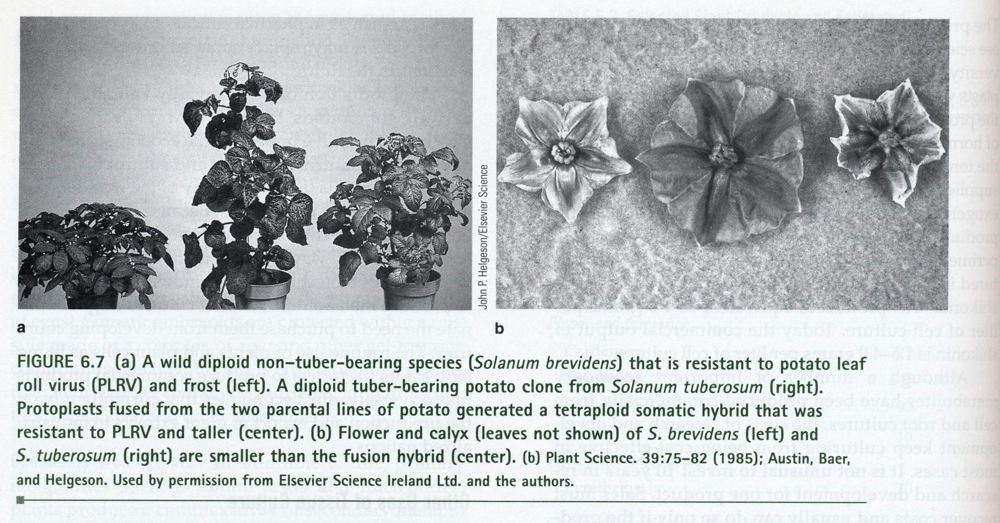 John P. Helgeson/Elsevier Science
a
b
FIGURE 6.7 (a) A wild diploid non–tuber-bearing species (Solanum brevidens) that is resistant to potato leaf
roll virus (PLRV) and frost (left). A diploid tuber-bearing potato clone from Solanum tuberosum (right).
Protoplasts fused from the two parental lines of potato generated a tetraploid somatic hybrid that was
resistant to PLRV and taller (center). (b) Flower and calyx (leaves not shown) of S. brevidens (left) and
S. tuberosum (right) are smaller than the fusion hybrid (center). (b) Plant Science. 39:75–82 (1985); Austin, Baer,
and Helgeson. Used by permission from Elsevier Science Ireland Ltd. and the authors.